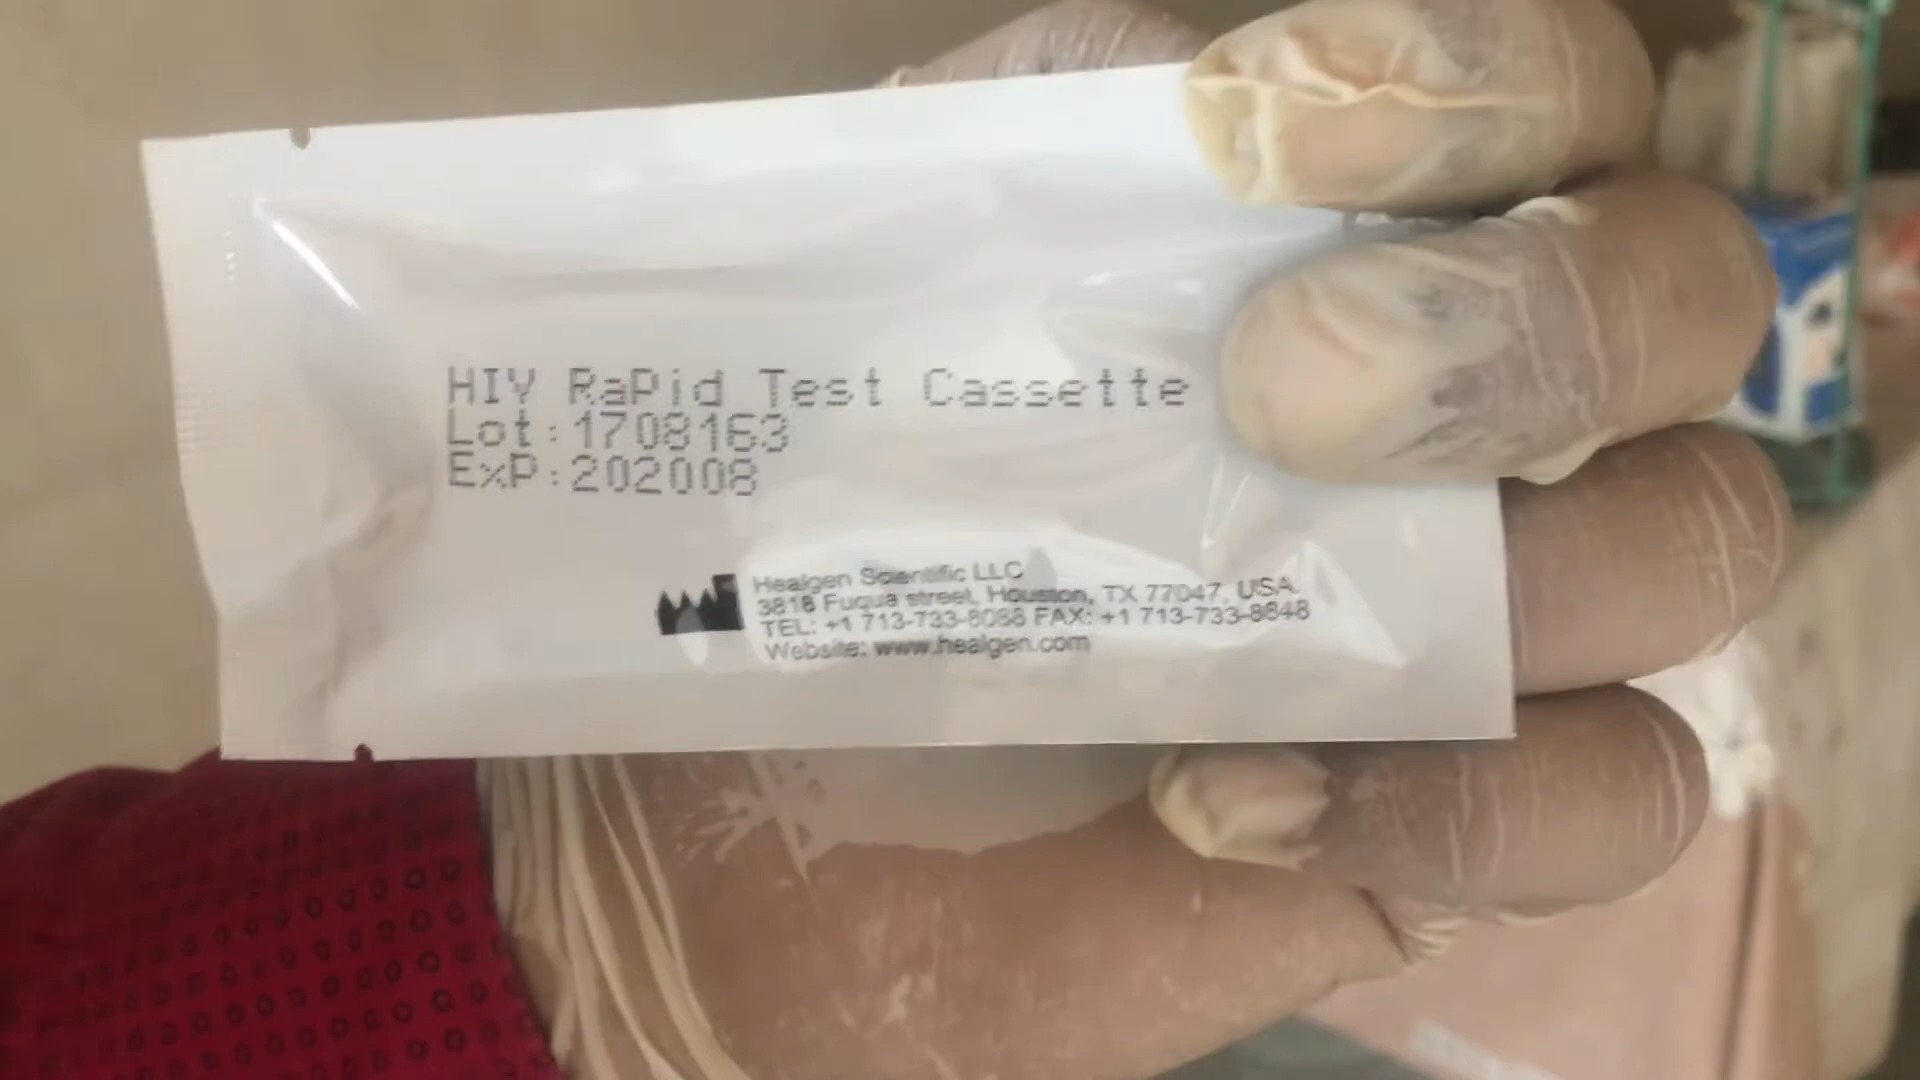 HIV RaPid Test Cassette
Lot:1708163
ExP:202008
Healgen Scientific LLC
3818 Fuqua street, Houston, TX 77047, USA.
TEL: +1 713-733-8088 FAX: +1 713-733-8848
Website: www.healgen.com